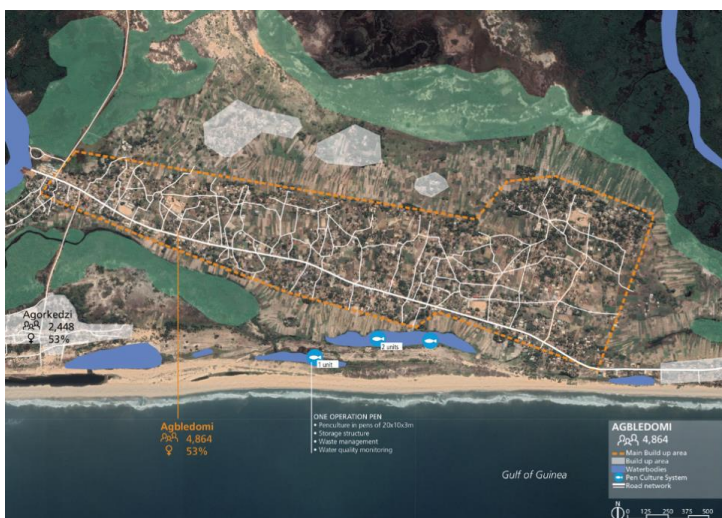 Agorkedzi
2,448
53%
2 units
1 unit
Agbledomi
4,864
53%
ONE OPERATION PEN
• Penculture in pens of 20x10x3m
• Storage structure
• Waste management
• Water quality monitoring
Gulf of Guinea
AGBLEDOMI
4,864
Main Build up area
Build up area
Waterbodies
Pen Culture System
Road network
N
0 125 250 375 500